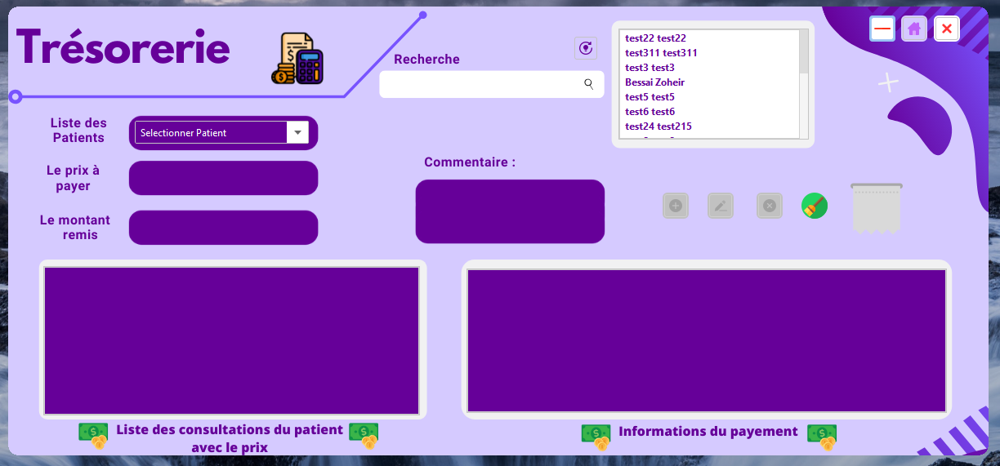 Trésorerie
Recherche
test22 test22
test311 test311
test3 test3
Bessai Zoheir
test5 test5
test6 test6
test24 test215
Liste des
Patients
Selectionner Patient
Le prix à
payer
Le montant
remis
Commentaire :
Liste des consultations du patient
avec le prix
Informations du payement